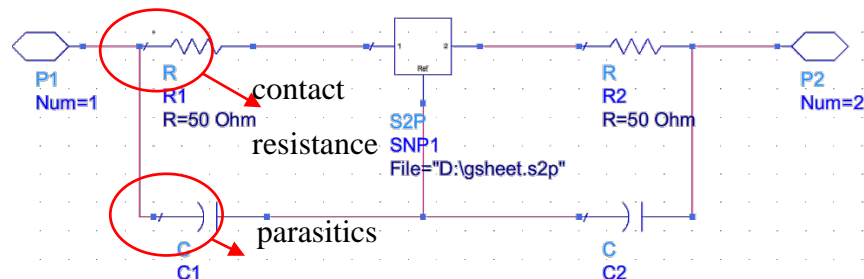 1
2
Ref
P1
Num=1
R
R1
R=50 Ohm
contact
resistance
S2P
SNP1
File="D:\gsheet.s2p"
R
R2
R=50 Ohm
P2
Num=2
parasitics
C
C1
C
C2